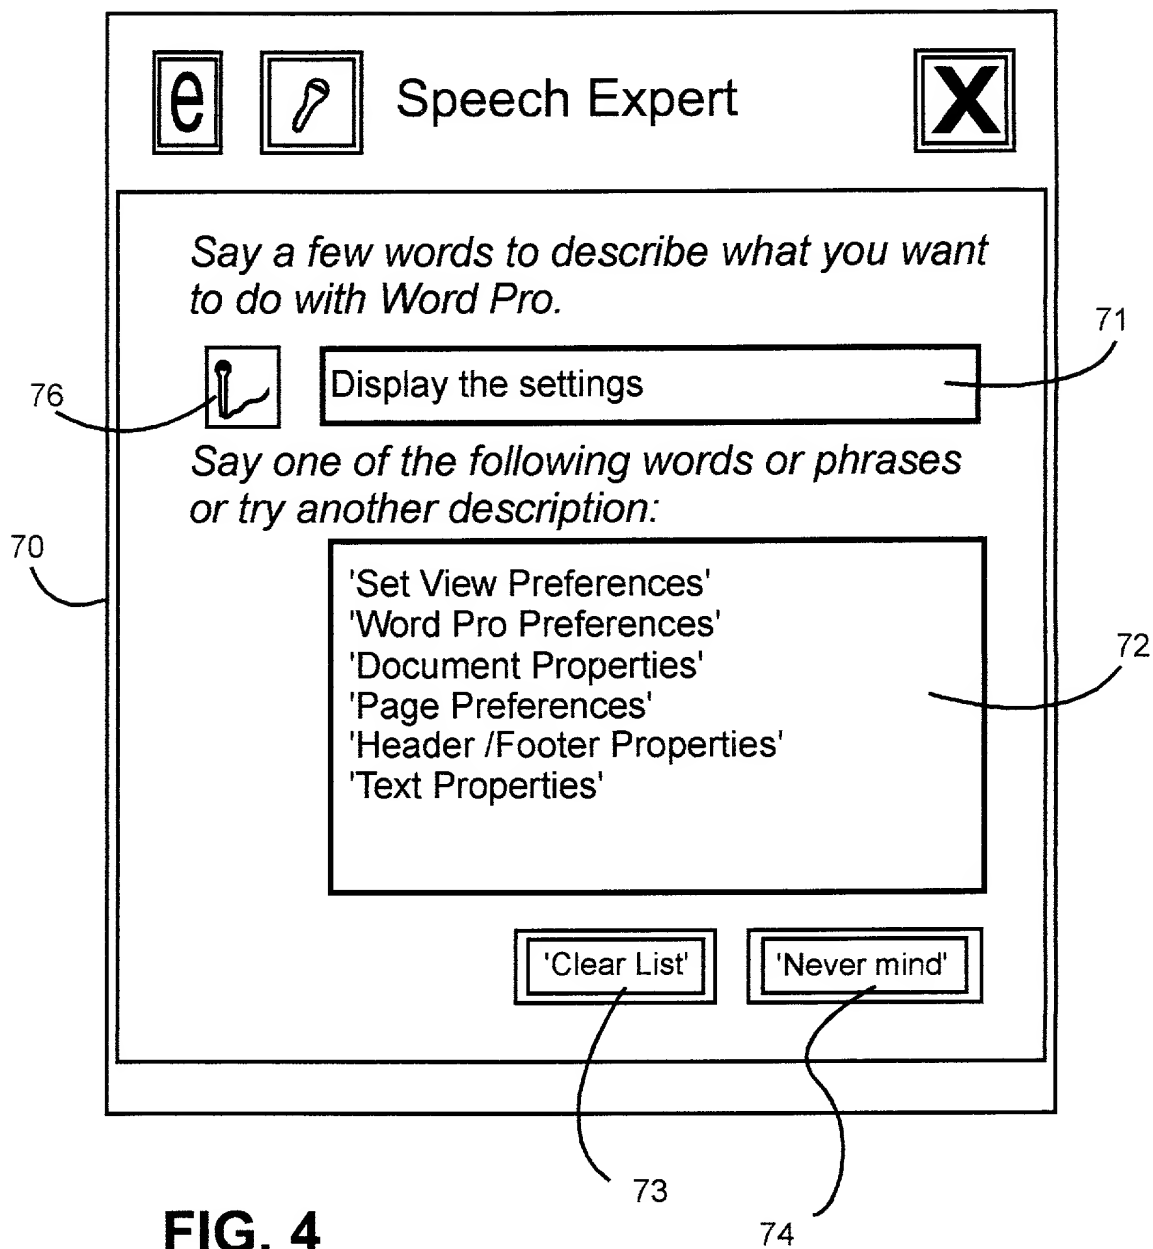 e Speech Expert X
Say a few words to describe what you want
to do with Word Pro.
71
Display the settings
76
Say one of the following words or phrases
or try another description:
70
'Set View Preferences'
'Word Pro Preferences'
72
'Document Properties'
'Page Preferences'
'Header /Footer Properties'
'Text Properties'
'Clear List' 'Never mind'
73
74
FIG. 4